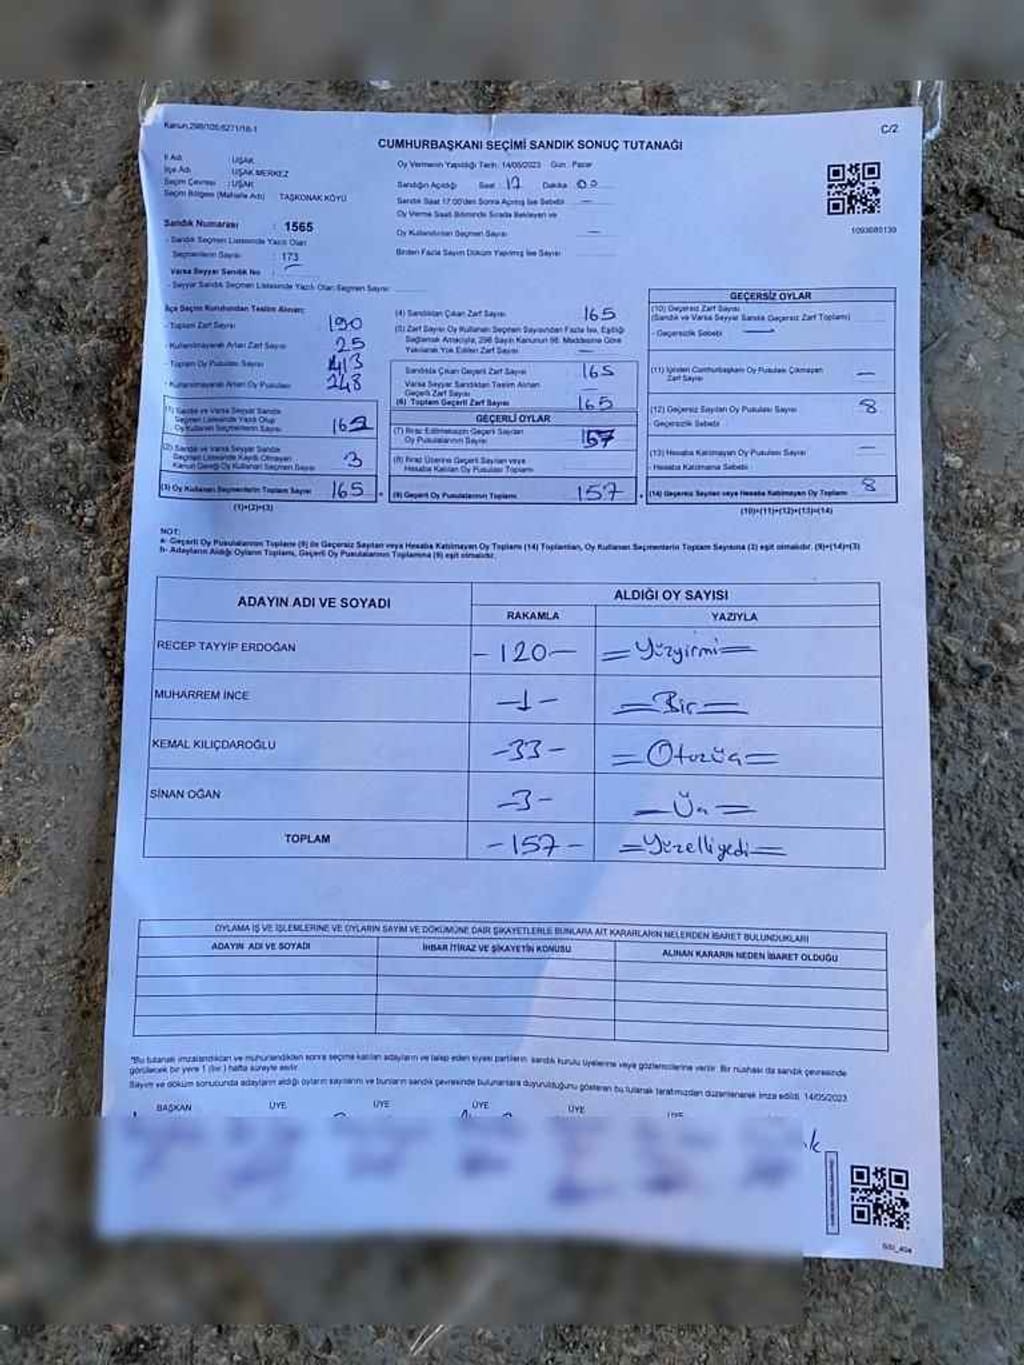 Kanun:298/105;6271/16-1
C/2
CUMHURBAŞKANI SEÇİMİ SANDIK SONUÇ TUTANAĞI
İl Adı : UŞAK
İlçe Adı : UŞAK MERKEZ
Seçim Çevresi : UŞAK
Seçim Bölgesi (Mahalle Adı) TAŞKONAK KÖYÜ
Sandık Numarası : 1565
- Sandık Seçmen Listesinde Yazılı Olan
Seçmenlerin Sayısı : 173
Varsa Seyyar Sandık No :
- Seyyar Sandık Seçmen Listesinde Yazılı Olan Seçmen Sayısı :
Oy Vermenin Yapıldığı Tarih: 14/05/2023 Gün : Pazar
Sandığın Açıldığı Saat : 17 Dakika 00
Sandık Saat 17:00'den Sonra Açılmış İse Sebebi —
Oy Verme Saati Bitiminde Sırada Bekleyen ve
Oy Kullandırılan Seçmen Sayısı —
Birden Fazla Sayım Döküm Yapılmış İse Sayısı
1093680139
İlçe Seçim Kurulundan Teslim Alınan;
- Toplam Zarf Sayısı 190
- Kullanılmayarak Artan Zarf Sayısı 25
- Toplam Oy Pusulası Sayısı 413
- Kullanılmayarak Artan Oy Pusulası 248
(1) Sandık ve Varsa Seyyar Sandık
Seçmen Listesinde Yazılı Olup
Oy Kullanan Seçmenlerin Sayısı 162
(2) Sandık ve Varsa Seyyar Sandık
Seçmen Listesinde Kayıtlı Olmayan
Kanun Gereği Oy Kullanan Seçmen Sayısı 3
(3) Oy Kullanan Seçmenlerin Toplam Sayısı 165
(1)+(2)=(3)
(4) Sandıktan Çıkan Zarf Sayısı 165
(5) Zarf Sayısı Oy Kullanan Seçmen Sayısından Fazla İse, Eşitliği
Sağlamak Amacıyla, 298 Sayılı Kanunun 98. Maddesine Göre
Yakılarak Yok Edilen Zarf Sayısı —
Sandıkta Çıkan Geçerli Zarf Sayısı 165
Varsa Seyyar Sandıktan Teslim Alınan
Geçerli Zarf Sayısı —
(6) Toplam Geçerli Zarf Sayısı 165
GEÇERLİ OYLAR
(7) İtiraz Edilmeksizin Geçerli Sayılan
Oy Pusulalarının Sayısı 157
(8) İtiraz Üzerine Geçerli Sayılan veya
Hesaba Katılan Oy Pusulası Toplamı
(9) Geçerli Oy Pusulalarının Toplamı 157
GEÇERSİZ OYLAR
(10) Geçersiz Zarf Sayısı
(Sandık ve Varsa Seyyar Sandık Geçersiz Zarf Toplamı)
- Geçersizlik Sebebi —
(11) İçinden Cumhurbaşkanı Oy Pusulası Çıkmayan
Zarf Sayısı —
(12) Geçersiz Sayılan Oy Pusulası Sayısı 8
Geçersizlik Sebebi
(13) Hesaba Katılmayan Oy Pusulası Sayısı —
Hesaba Katılmama Sebebi
(14) Geçersiz Sayılan veya Hesaba Katılmayan Oy Toplamı 8
(10)+(11)+(12)+(13)=(14)
NOT:
a- Geçerli Oy Pusulalarının Toplamı (9) ile Geçersiz Sayılan veya Hesaba Katılmayan Oy Toplamı (14) Toplamları, Oy Kullanan Seçmenlerin Toplam Sayısına (3) eşit olmalıdır. (9)+(14)=(3)
b- Adayların Aldığı Oyların Toplamı, Geçerli Oy Pusulalarının Toplamına (9) eşit olmalıdır.
ADAYIN ADI VE SOYADI
ALDIĞI OY SAYISI
RAKAMLA YAZIYLA
RECEP TAYYİP ERDOĞAN -120- =Yüzyirmi=
MUHARREM İNCE -1- =Bir=
KEMAL KILIÇDAROĞLU -33- =Otuzüç=
SİNAN OĞAN -3- =Üç=
TOPLAM -157- =Yüzelliyedi=
OYLAMA İŞ VE İŞLEMLERİNE VE OYLARIN SAYIM VE DÖKÜMÜNE DAİR ŞİKAYETLERLE BUNLARA AİT KARARLARIN NELERDEN İBARET BULUNDUKLARI
ADAYIN ADI VE SOYADI İHBAR İTİRAZ VE ŞİKAYETİN KONUSU ALINAN KARARIN NEDEN İBARET OLDUĞU
*Bu tutanak imzalandıktan ve mühürlendikten sonra seçime katılan adayların ve talep eden siyasi partilerin sandık kurulu üyelerine veya gözlemcilerine verilir. Bir nüshası da sandık çevresinde
görülecek bir yere 1 (bir) hafta süreyle asılır.
Sayım ve döküm sonucunda adayların aldığı oyların sayılarını ve bunların sandık çevresinde bulunanlara duyurulduğunu gösteren bu tutanak tarafımızdan düzenlenerek imza edildi. 14/05/2023
BAŞKAN ÜYE ÜYE ÜYE ÜYE ÜYE